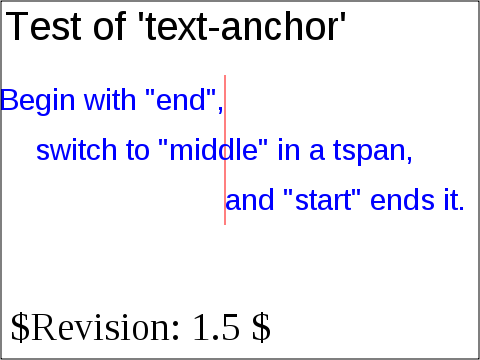 Test of 'text-anchor'
Begin with "end",
switch to "middle" in a tspan,
and "start" ends it.
$Revision: 1.5 $